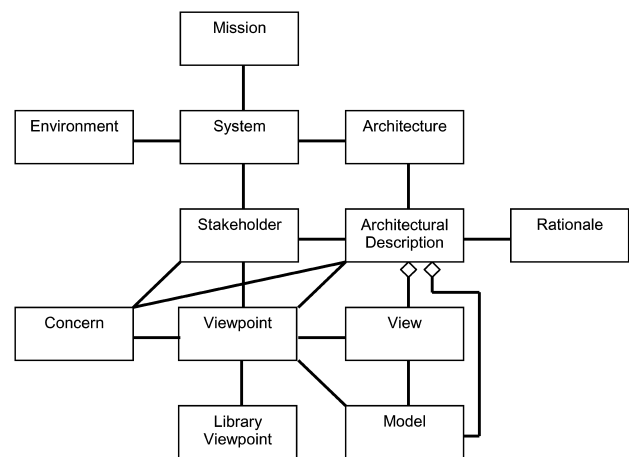 Mission
Environment
System
Architecture
Stakeholder
Architectural
Description
Rationale
Concern
Viewpoint
View
Library
Viewpoint
Model